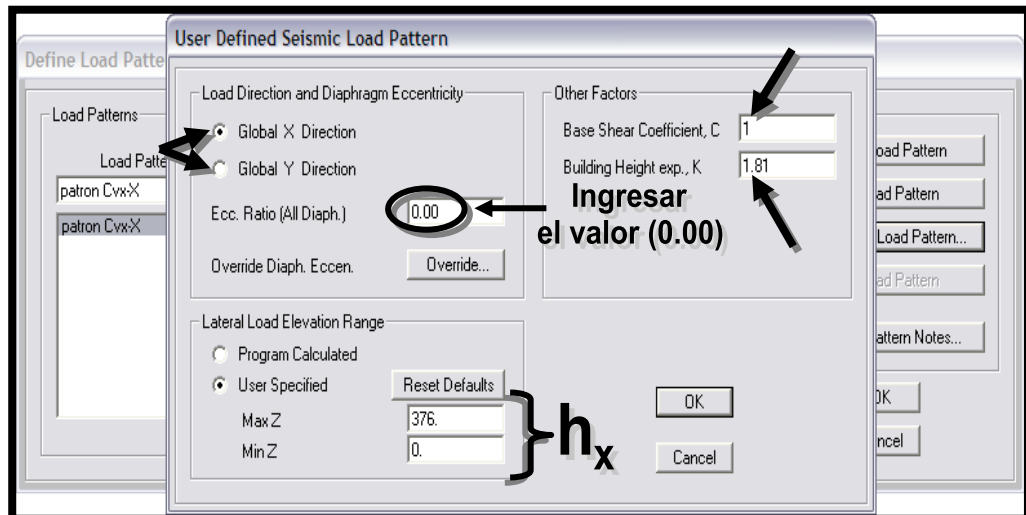 User Defined Seismic Load Pattern
Define Load Patte
Load Patterns
Load Patte
patron Cvx-X
patron Cvx-X
Load Direction and Diaphragm Eccentricity
Global X Direction
Global Y Direction
Ecc. Ratio (All Diaph.) 0.00
Override Diaph. Eccen. Override...
Other Factors
Base Shear Coefficient, C 1
Building Height exp., K 1.81
Ingresar
el valor (0.00)
Lateral Load Elevation Range
Program Calculated
User Specified Reset Defaults
Max Z 376.
Min Z 0.
hx
OK
Cancel
oad Pattern
ad Pattern
Load Pattern...
ad Pattern
attern Notes...
OK
ncel